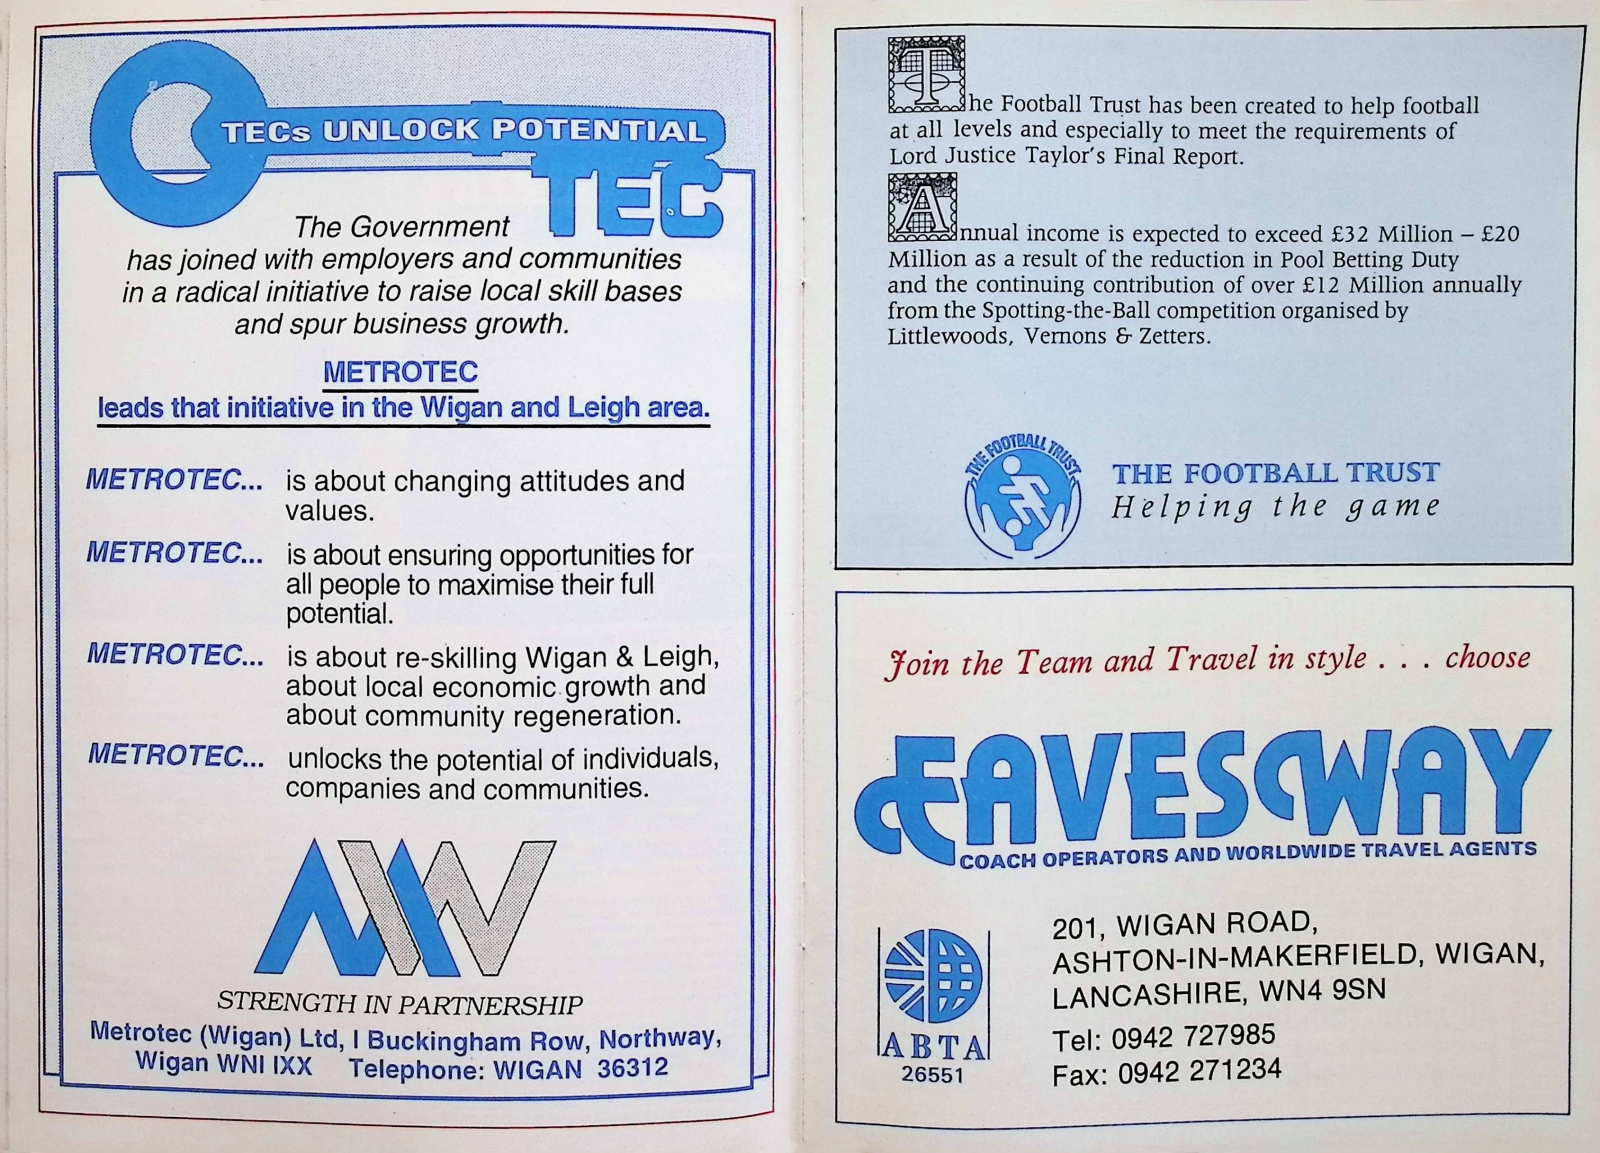 TECs UNLOCK POTENTIAL
TEC
The Government
has joined with employers and communities
in a radical initiative to raise local skill bases
and spur business growth.
METROTEC
leads that initiative in the Wigan and Leigh area.
METROTEC... is about changing attitudes and
values.
METROTEC... is about ensuring opportunities for
all people to maximise their full
potential.
METROTEC... is about re-skilling Wigan & Leigh,
about local economic growth and
about community regeneration.
METROTEC... unlocks the potential of individuals,
companies and communities.
STRENGTH IN PARTNERSHIP
Metrotec (Wigan) Ltd, I Buckingham Row, Northway,
Wigan WNI IXX Telephone: WIGAN 36312
The Football Trust has been created to help football
at all levels and especially to meet the requirements of
Lord Justice Taylor's Final Report.
Annual income is expected to exceed £32 Million – £20
Million as a result of the reduction in Pool Betting Duty
and the continuing contribution of over £12 Million annually
from the Spotting-the-Ball competition organised by
Littlewoods, Vernons & Zetters.
THE FOOTBALL TRUST
THE FOOTBALL TRUST
Helping the game
Join the Team and Travel in style . . . choose
EAVESWAY
COACH OPERATORS AND WORLDWIDE TRAVEL AGENTS
201, WIGAN ROAD,
ASHTON-IN-MAKERFIELD, WIGAN,
LANCASHIRE, WN4 9SN
Tel: 0942 727985
Fax: 0942 271234
ABTA
26551